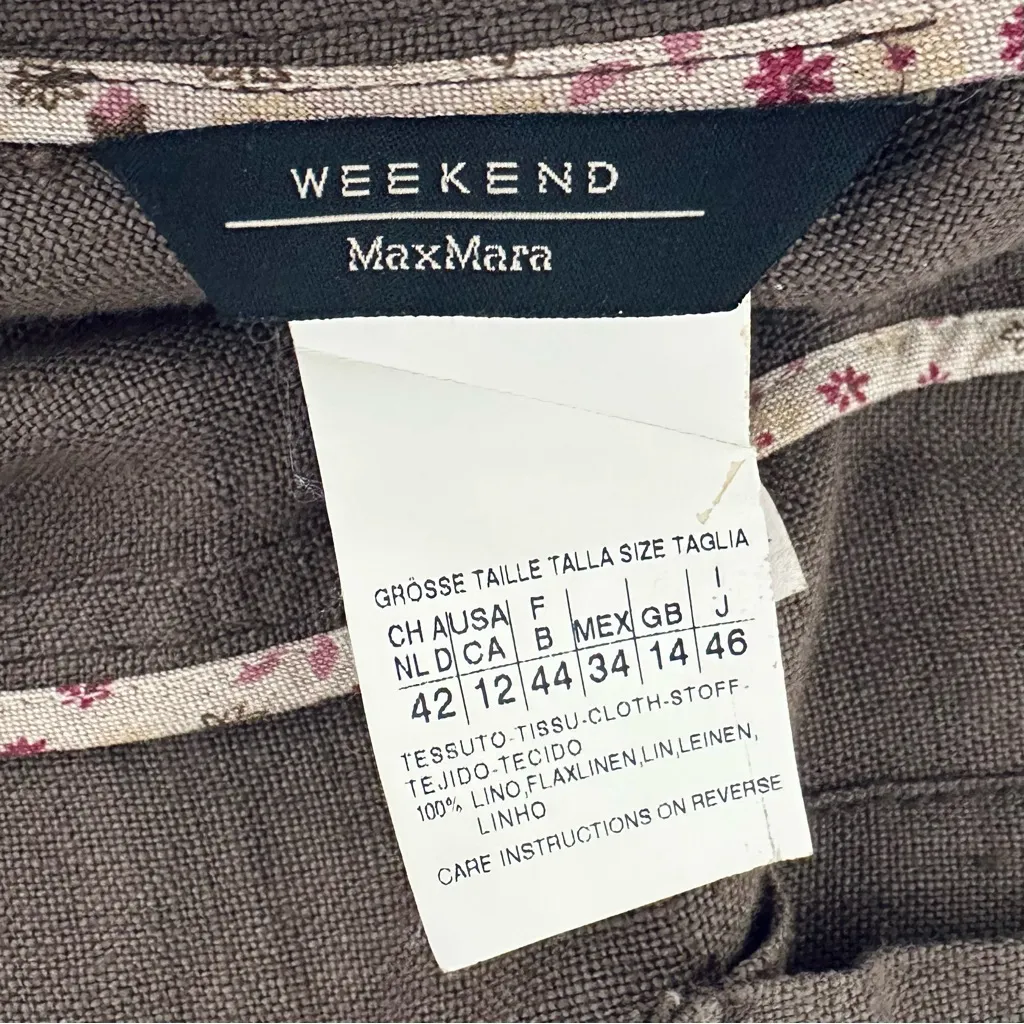 WEEKEND
MaxMara
GRÖSSE TAILLE TALLA SIZE TAGLIA
CH A USA F MEX GB I
NL D CA B J
42 12 44 34 14 46
TESSUTO-TISSU-CLOTH-STOFF-
TEJIDO-TECIDO
100% LINO,FLAXLINEN,LIN,LEINEN,
LINHO
CARE INSTRUCTIONS ON REVERSE